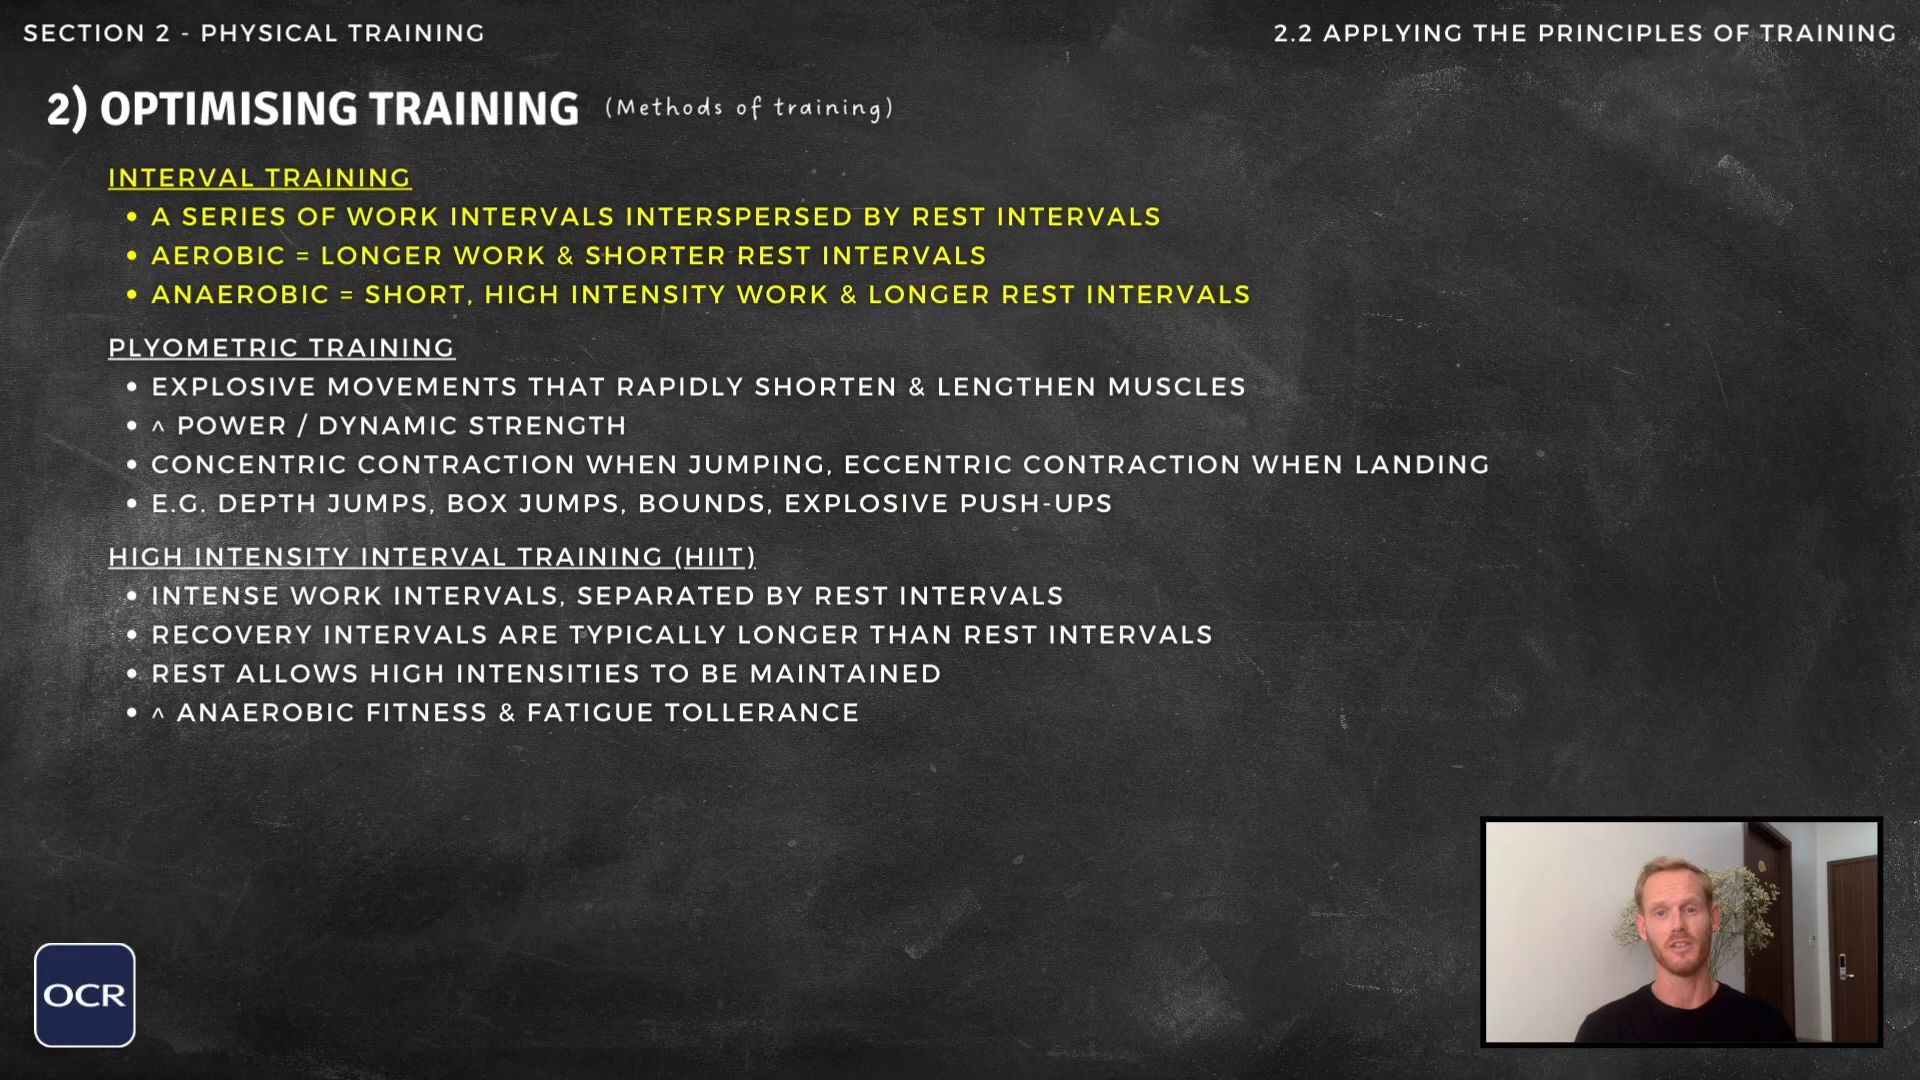 SECTION 2 - PHYSICAL TRAINING
2.2 APPLYING THE PRINCIPLES OF TRAINING
2) OPTIMISING TRAINING (Methods of training)
INTERVAL TRAINING
• A SERIES OF WORK INTERVALS INTERSPERSED BY REST INTERVALS
• AEROBIC = LONGER WORK & SHORTER REST INTERVALS
• ANAEROBIC = SHORT, HIGH INTENSITY WORK & LONGER REST INTERVALS
PLYOMETRIC TRAINING
• EXPLOSIVE MOVEMENTS THAT RAPIDLY SHORTEN & LENGTHEN MUSCLES
• ^ POWER / DYNAMIC STRENGTH
• CONCENTRIC CONTRACTION WHEN JUMPING, ECCENTRIC CONTRACTION WHEN LANDING
• E.G. DEPTH JUMPS, BOX JUMPS, BOUNDS, EXPLOSIVE PUSH-UPS
HIGH INTENSITY INTERVAL TRAINING (HIIT)
• INTENSE WORK INTERVALS, SEPARATED BY REST INTERVALS
• RECOVERY INTERVALS ARE TYPICALLY LONGER THAN REST INTERVALS
• REST ALLOWS HIGH INTENSITIES TO BE MAINTAINED
• ^ ANAEROBIC FITNESS & FATIGUE TOLLERANCE
OCR